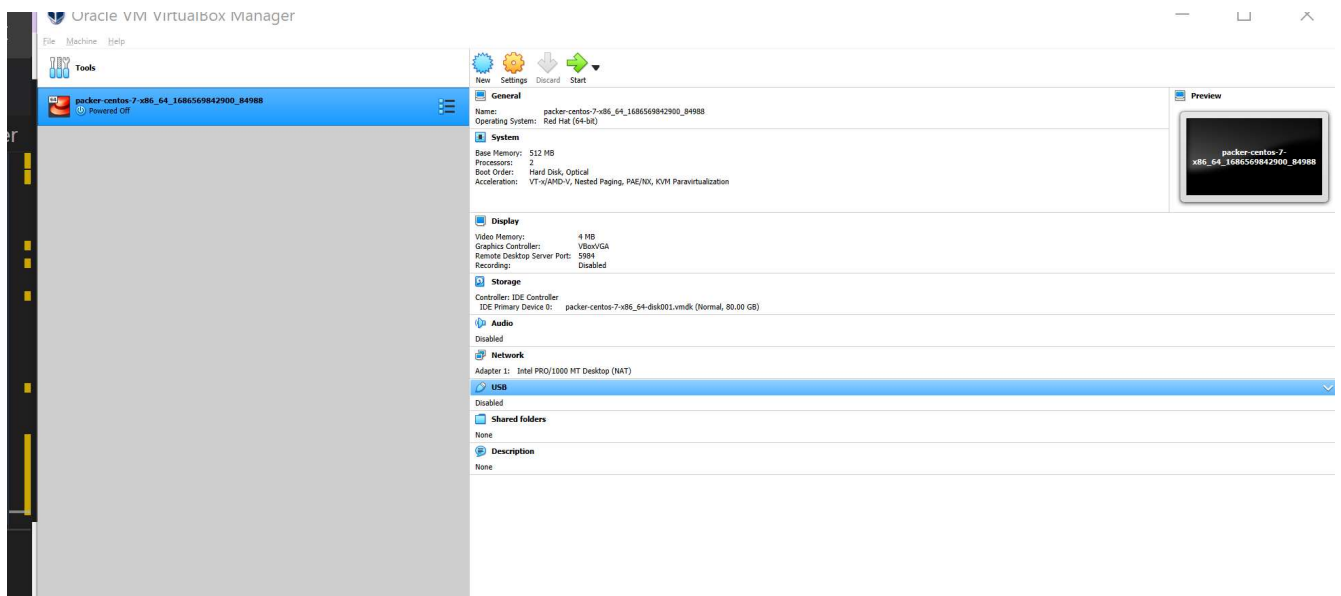 Oracle VM VirtualBox Manager
File Machine Help
Tools
New Settings Discard Start
packer-centos-7-x86_64_1686569842900_84988
Powered Off
General
Name: packer-centos-7-x86_64_1686569842900_84988
Operating System: Red Hat (64-bit)
System
Base Memory: 512 MB
Processors: 2
Boot Order: Hard Disk, Optical
Acceleration: VT-x/AMD-V, Nested Paging, PAE/NX, KVM Paravirtualization
Display
Video Memory: 4 MB
Graphics Controller: VBoxVGA
Remote Desktop Server Port: 5984
Recording: Disabled
Storage
Controller: IDE Controller
IDE Primary Device 0: packer-centos-7-x86_64-disk001.vmdk (Normal, 80.00 GB)
Audio
Disabled
Network
Adapter 1: Intel PRO/1000 MT Desktop (NAT)
USB
Disabled
Shared folders
None
Description
None
Preview
packer-centos-7-
x86_64_1686569842900_84988
er